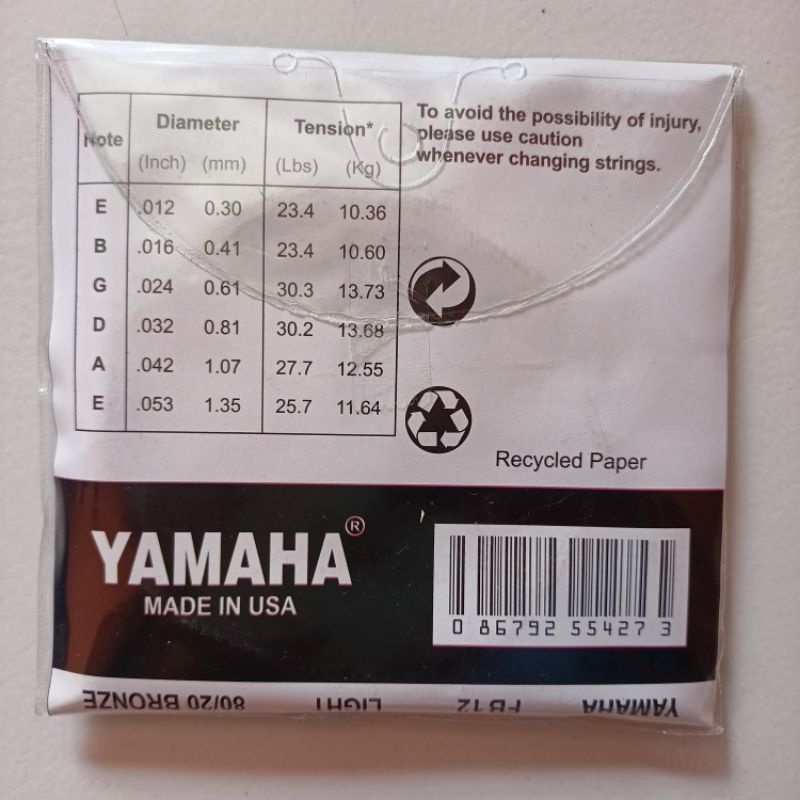 Note Diameter Tension*
(Inch) (mm) (Lbs) (Kg)
E .012 0.30 23.4 10.36
B .016 0.41 23.4 10.60
G .024 0.61 30.3 13.73
D .032 0.81 30.2 13.68
A .042 1.07 27.7 12.55
E .053 1.35 25.7 11.64
To avoid the possibility of injury,
please use caution
whenever changing strings.
Recycled Paper
YAMAHA®
MADE IN USA
0 86792 55427 3
YAMAHA FB12 LIGHT 80/20 BRONZE